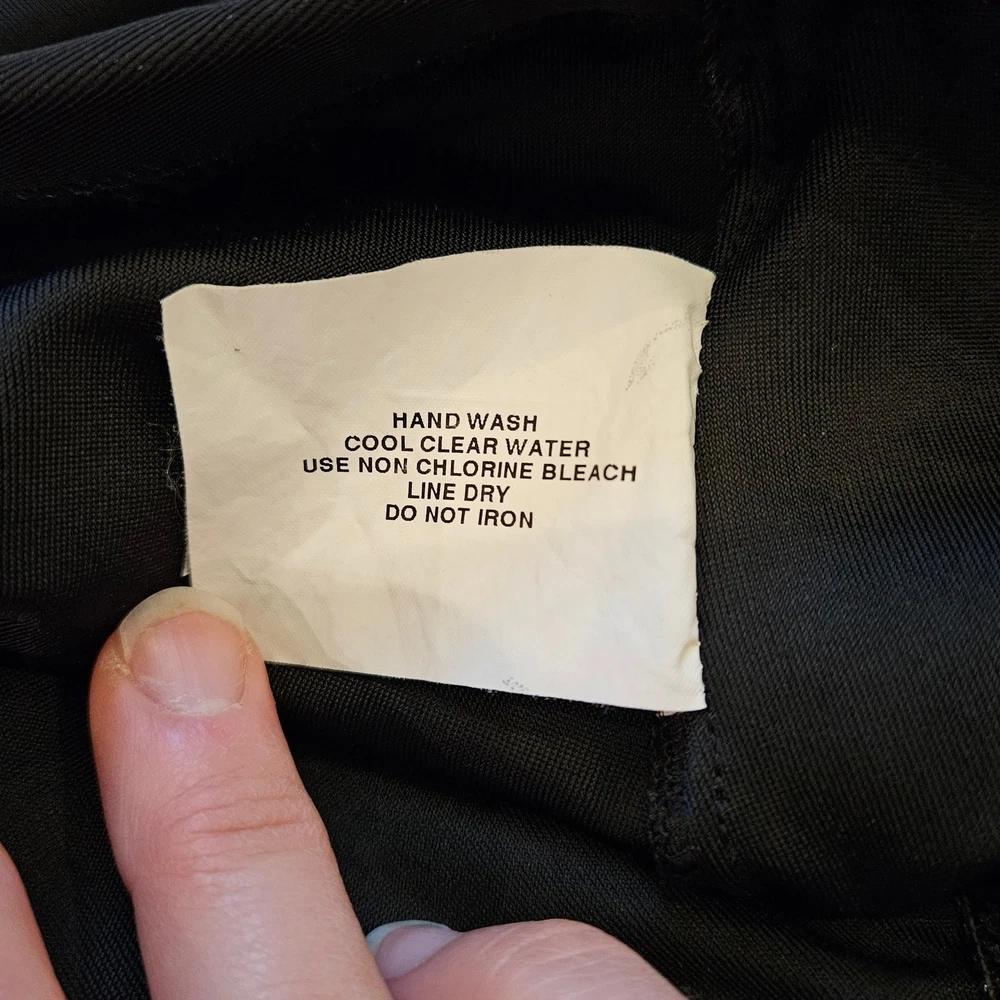 HAND WASH
COOL CLEAR WATER
USE NON CHLORINE BLEACH
LINE DRY
DO NOT IRON